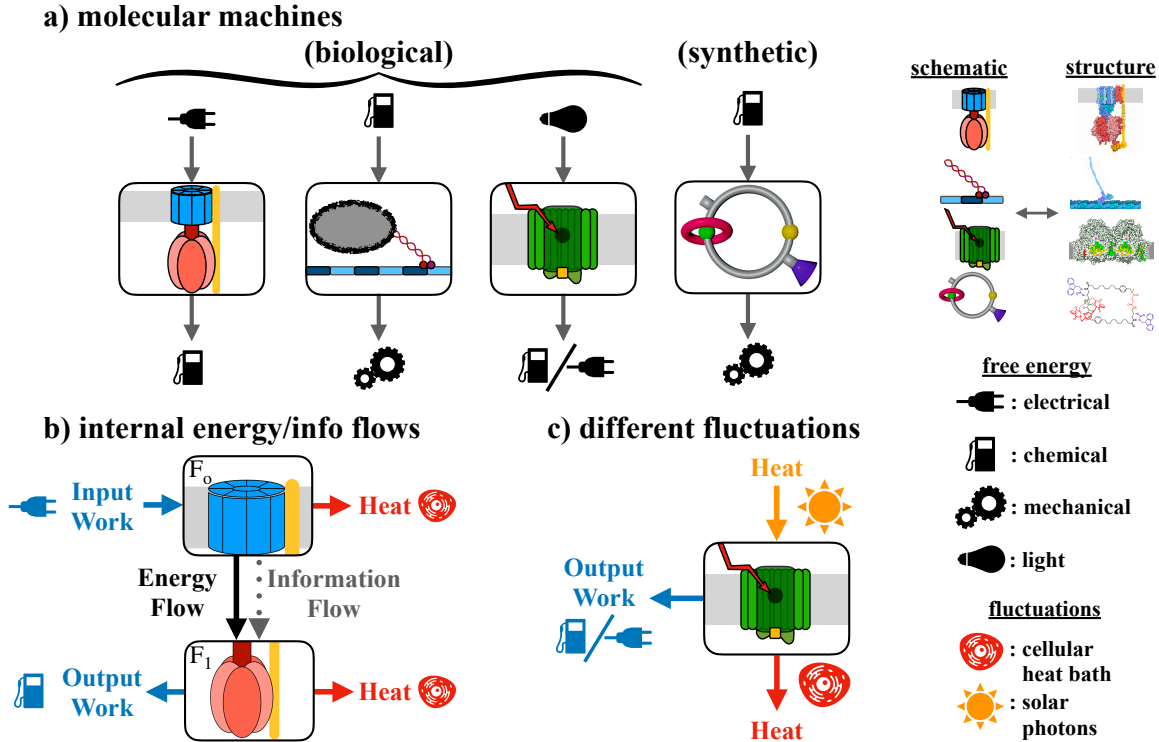 a) molecular machines
(biological)
(synthetic)
schematic
structure
free energy
: electrical
: chemical
: mechanical
: light
fluctuations
: cellular
heat bath
: solar
photons
b) internal energy/info flows
Input
Work
Fo
Heat
Energy
Flow
Information
Flow
Output
Work
F1
Heat
c) different fluctuations
Heat
Output
Work
Heat